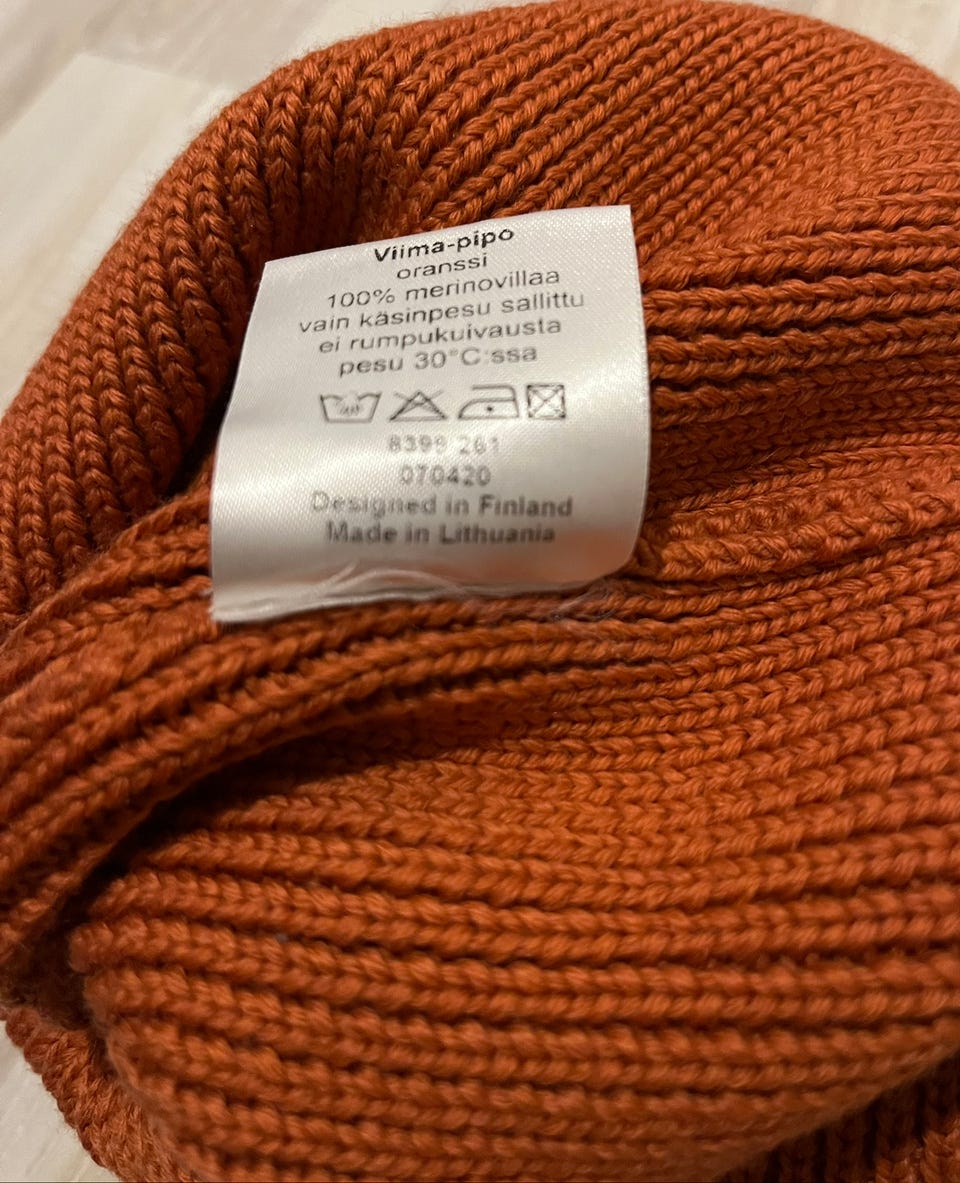 Viima-pipo
oranssi
100% merinovillaa
vain käsinpesu sallittu
ei rumpukuivausta
pesu 30°C:ssa
070420
Designed in Finland
Made in Lithuania